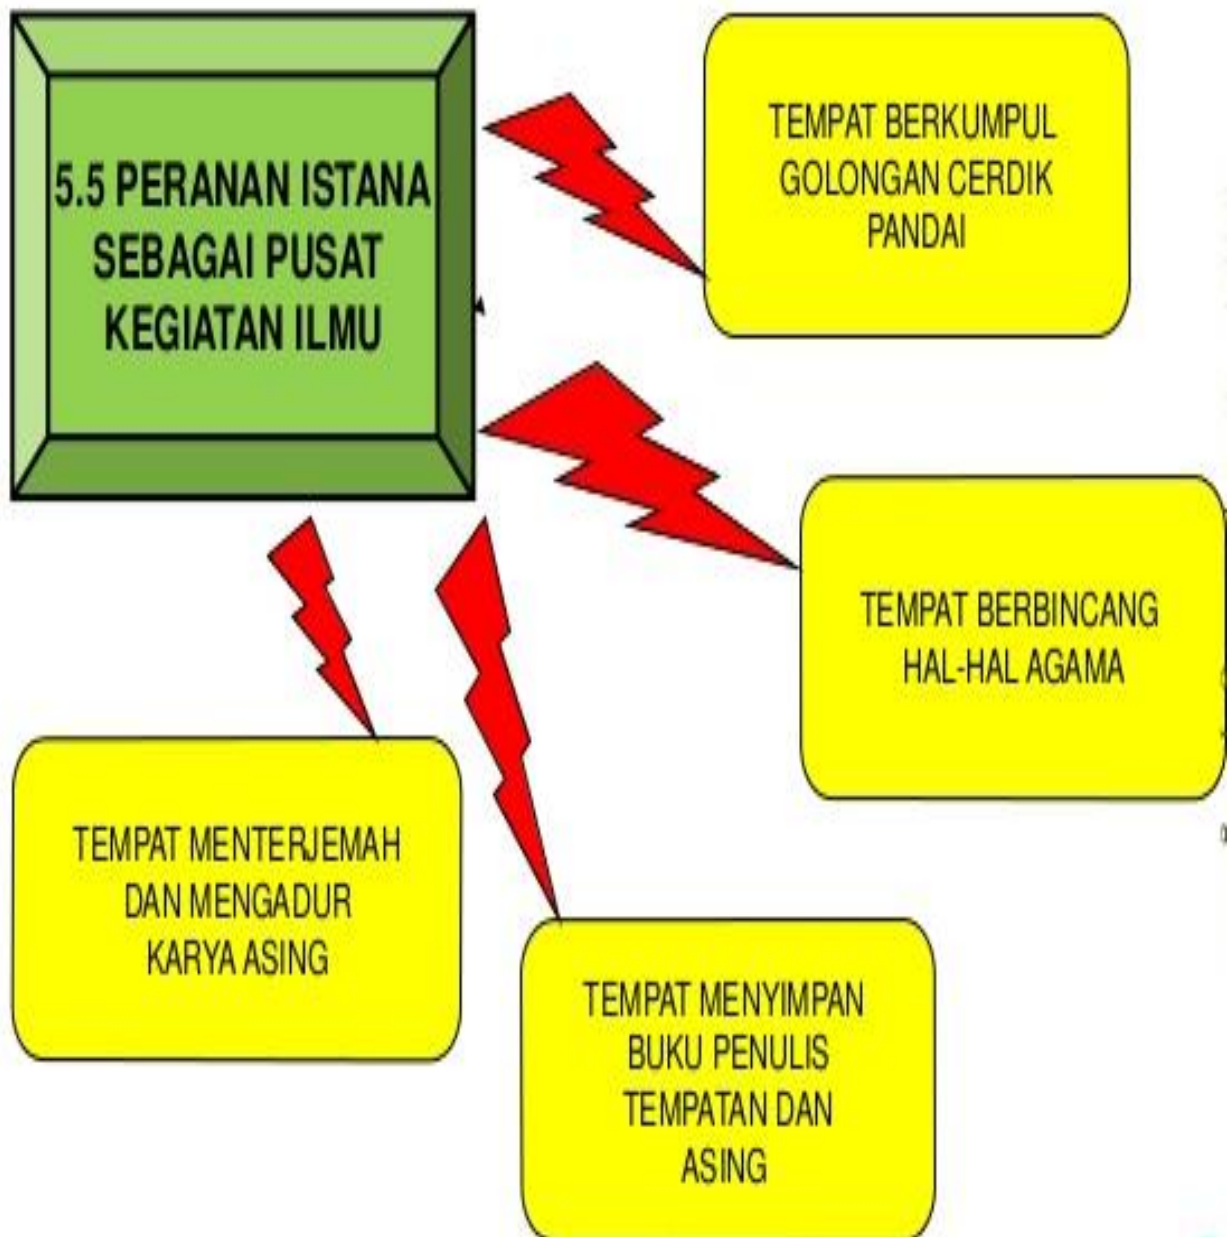 5.5 PERANAN ISTANA
SEBAGAI PUSAT
KEGIATAN ILMU
TEMPAT BERKUMPUL
GOLONGAN CERDIK
PANDAI
TEMPAT BERBINCANG
HAL-HAL AGAMA
TEMPAT MENTERJEMAH
DAN MENGADUR
KARYA ASING
TEMPAT MENYIMPAN
BUKU PENULIS
TEMPATAN DAN
ASING